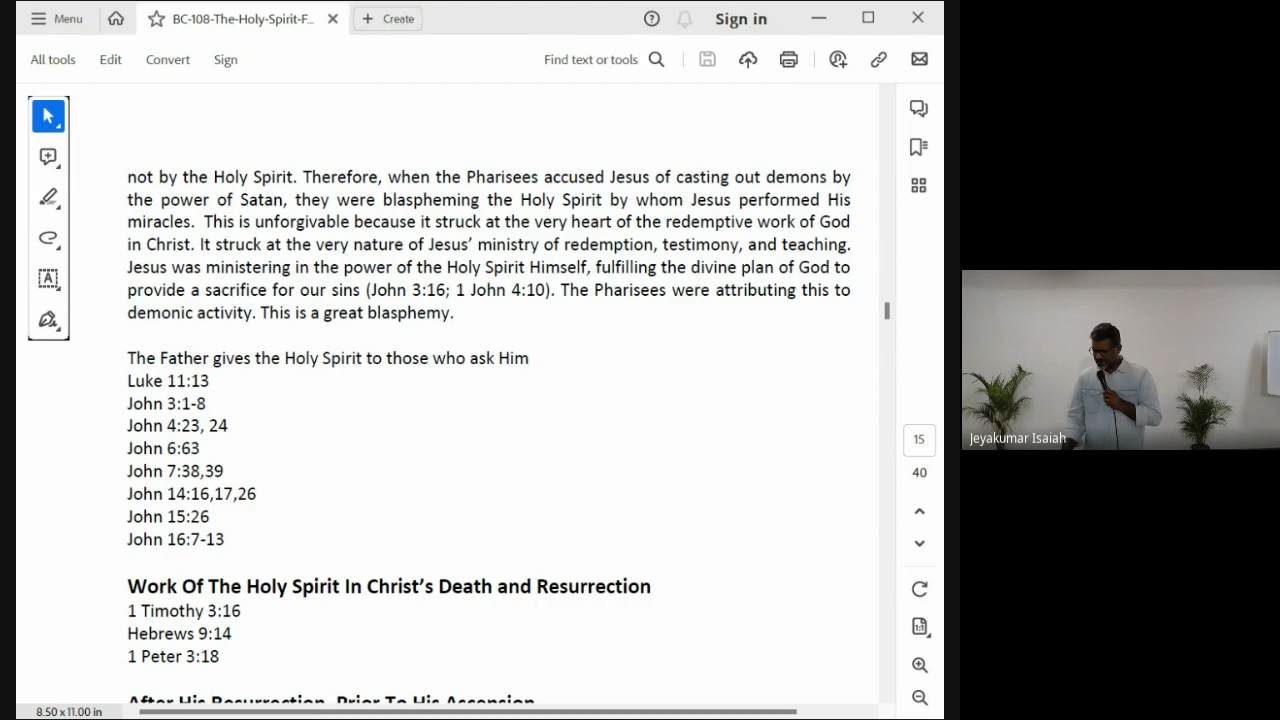 Menu
BC-108-The-Holy-Spirit-F...
Create
Sign in
All tools
Edit
Convert
Sign
Find text or tools
not by the Holy Spirit. Therefore, when the Pharisees accused Jesus of casting out demons by
the power of Satan, they were blaspheming the Holy Spirit by whom Jesus performed His
miracles. This is unforgivable because it struck at the very heart of the redemptive work of God
in Christ. It struck at the very nature of Jesus’ ministry of redemption, testimony, and teaching.
Jesus was ministering in the power of the Holy Spirit Himself, fulfilling the divine plan of God to
provide a sacrifice for our sins (John 3:16; 1 John 4:10). The Pharisees were attributing this to
demonic activity. This is a great blasphemy.
The Father gives the Holy Spirit to those who ask Him
Luke 11:13
John 3:1-8
John 4:23, 24
John 6:63
John 7:38,39
John 14:16,17,26
John 15:26
John 16:7-13
Work Of The Holy Spirit In Christ’s Death and Resurrection
1 Timothy 3:16
Hebrews 9:14
1 Peter 3:18
After His Resurrection, Prior To His Ascension
8.50 x 11.00 in
15
40
Jeyakumar Isaiah